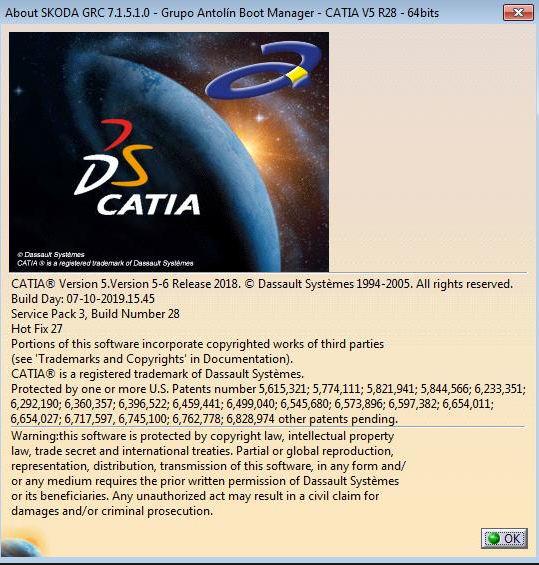 About SKODA GRC 7.1.5.1.0 - Grupo Antolín Boot Manager - CATIA V5 R28 - 64bits
DS
CATIA
© Dassault Systèmes
CATIA ® is a registered trademark of Dassault Systèmes
CATIA® Version 5.Version 5-6 Release 2018. © Dassault Systèmes 1994-2005. All rights reserved.
Build Day: 07-10-2019.15.45
Service Pack 3, Build Number 28
Hot Fix 27
Portions of this software incorporate copyrighted works of third parties
(see 'Trademarks and Copyrights' in Documentation).
CATIA® is a registered trademark of Dassault Systèmes.
Protected by one or more U.S. Patents number 5,615,321; 5,774,111; 5,821,941; 5,844,566; 6,233,351;
6,292,190; 6,360,357; 6,396,522; 6,459,441; 6,499,040; 6,545,680; 6,573,896; 6,597,382; 6,654,011;
6,654,027; 6,717,597, 6,745,100; 6,762,778; 6,828,974 other patents pending.
Warning:this software is protected by copyright law, intellectual property
law, trade secret and international treaties. Partial or global reproduction,
representation, distribution, transmission of this software, in any form and/
or any medium requires the prior written permission of Dassault Systèmes
or its beneficiaries. Any unauthorized act may result in a civil claim for
damages and/or criminal prosecution.
OK